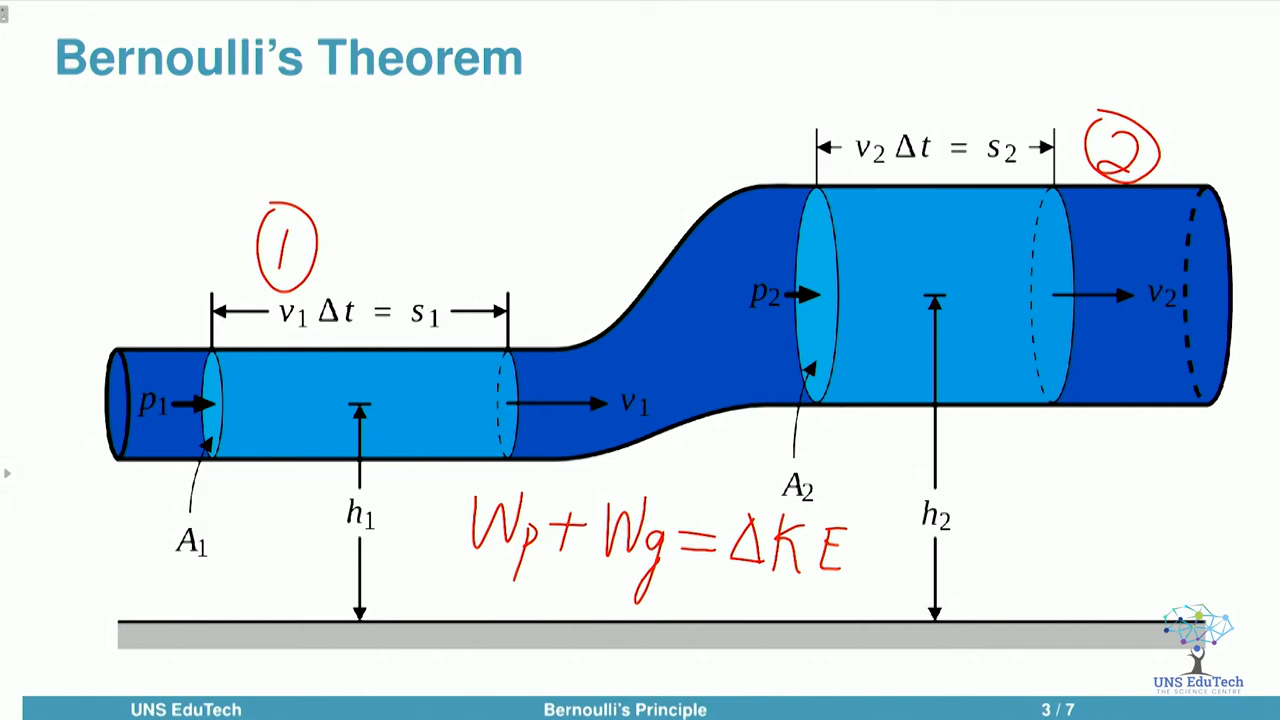 Bernoulli's Theorem
v₂ Δt = s₂
②
①
v₁ Δt = s₁
p₂
v₂
p₁
v₁
A₂
A₁
h₁
h₂
Wp + Wg = ΔKE
UNS EduTech
THE SCIENCE CENTRE
UNS EduTech
Bernoulli's Principle
3 / 7